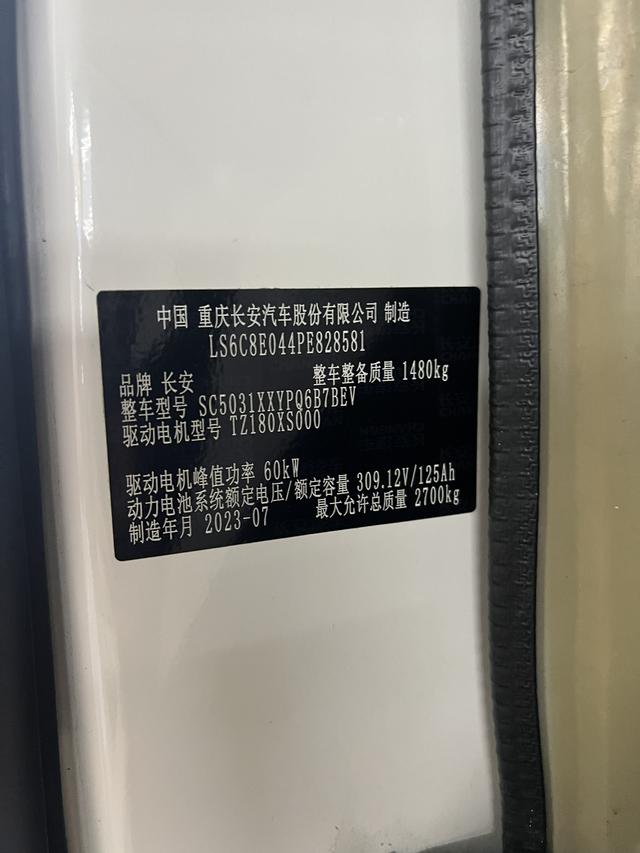 中国 重庆长安汽车股份有限公司 制造
LS6C8E044PE828581
品牌 长安 整车整备质量 1480kg
整车型号 SC5031XXYPQ6B7BEV
驱动电机型号 TZ180XS000
驱动电机峰值功率 60kW
动力电池系统额定电压/额定容量 309.12V/125Ah
制造年月 2023-07 最大允许总质量 2700kg